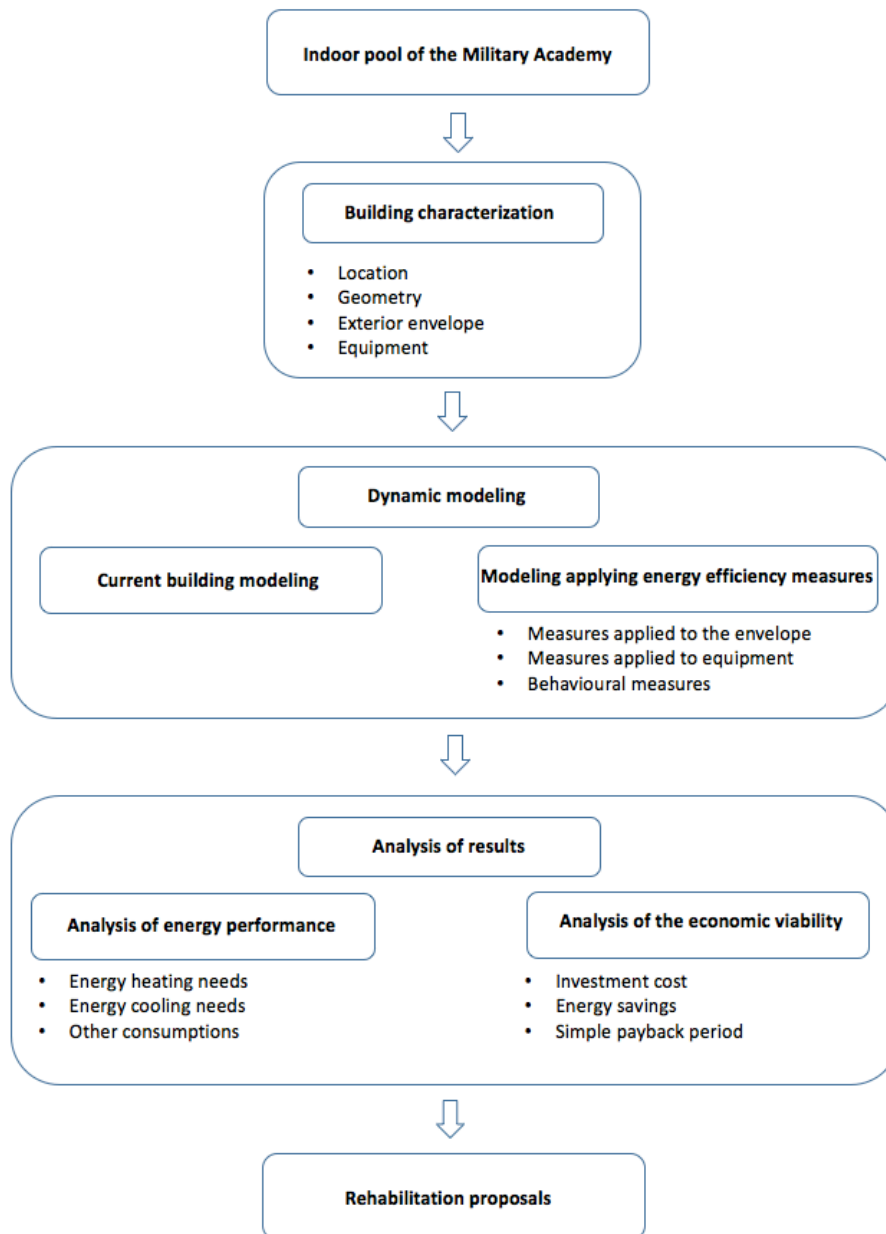 Indoor pool of the Military Academy
Building characterization
• Location
• Geometry
• Exterior envelope
• Equipment
Dynamic modeling
Current building modeling
Modeling applying energy efficiency measures
• Measures applied to the envelope
• Measures applied to equipment
• Behavioural measures
Analysis of results
Analysis of energy performance
• Energy heating needs
• Energy cooling needs
• Other consumptions
Analysis of the economic viability
• Investment cost
• Energy savings
• Simple payback period
Rehabilitation proposals